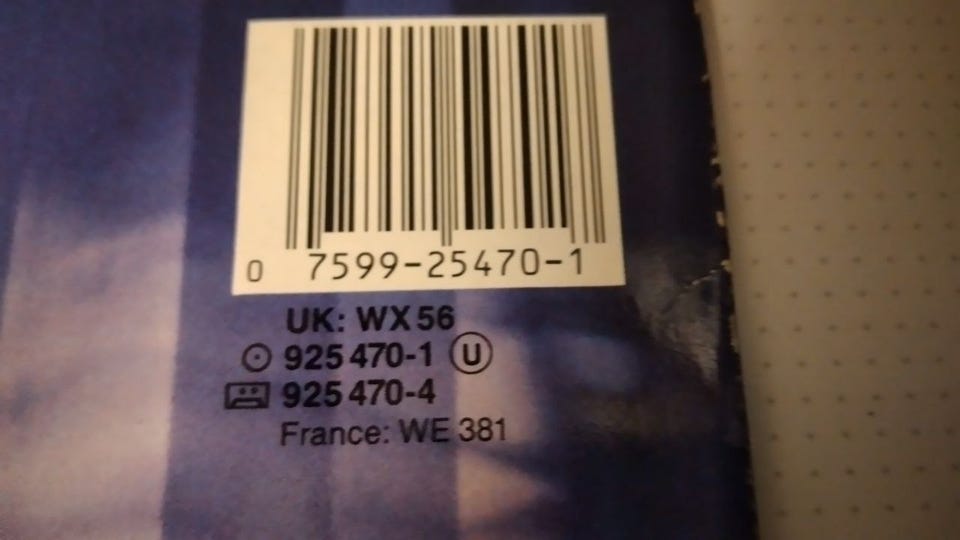 0 7599-25470-1
UK: WX 56
925 470-1 U
925 470-4
France: WE 381